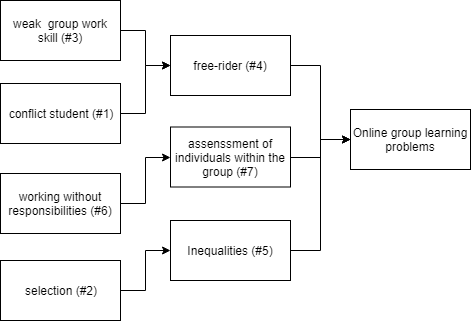 weak group work
skill (#3)
conflict student (#1)
working without
responsibilities (#6)
selection (#2)
free-rider (#4)
assenssment of
individuals within the
group (#7)
Inequalities (#5)
Online group learning
problems